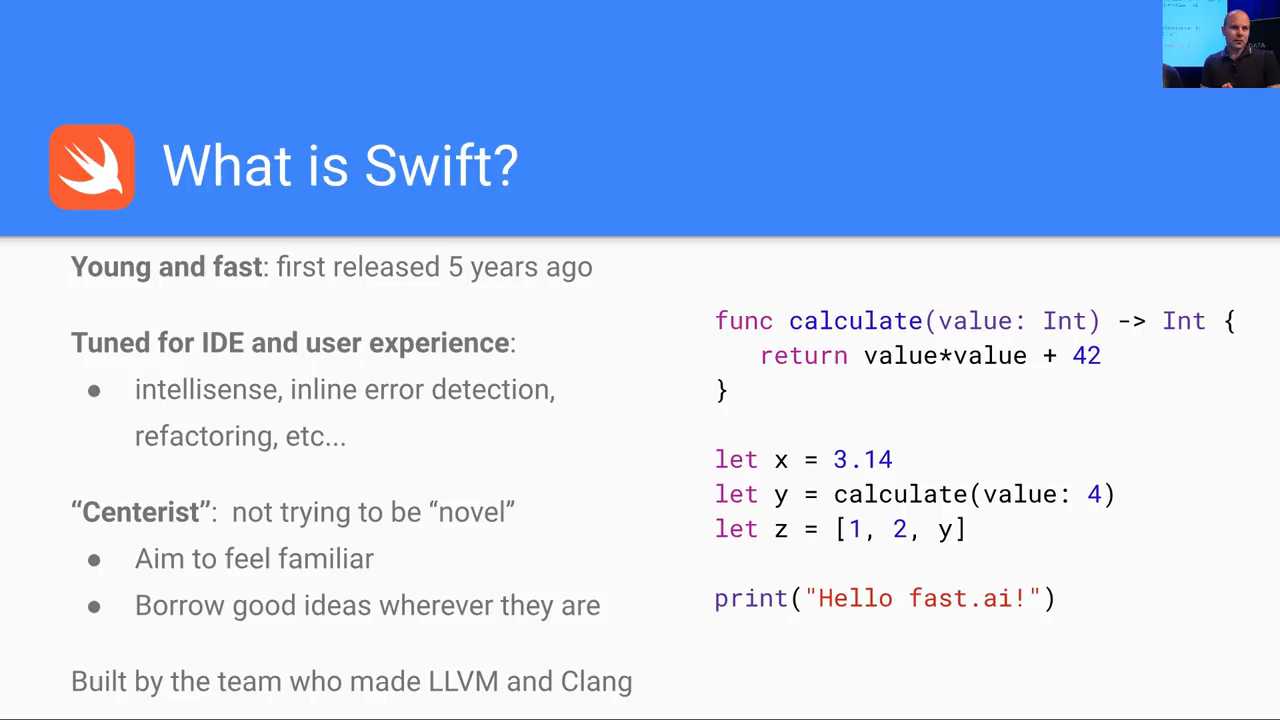 What is Swift?
Young and fast: first released 5 years ago
Tuned for IDE and user experience:
● intellisense, inline error detection,
refactoring, etc...
“Centerist”: not trying to be “novel”
● Aim to feel familiar
● Borrow good ideas wherever they are
Built by the team who made LLVM and Clang
func calculate(value: Int) -> Int {
return value*value + 42
}
let x = 3.14
let y = calculate(value: 4)
let z = [1, 2, y]
print("Hello fast.ai!")
DATA